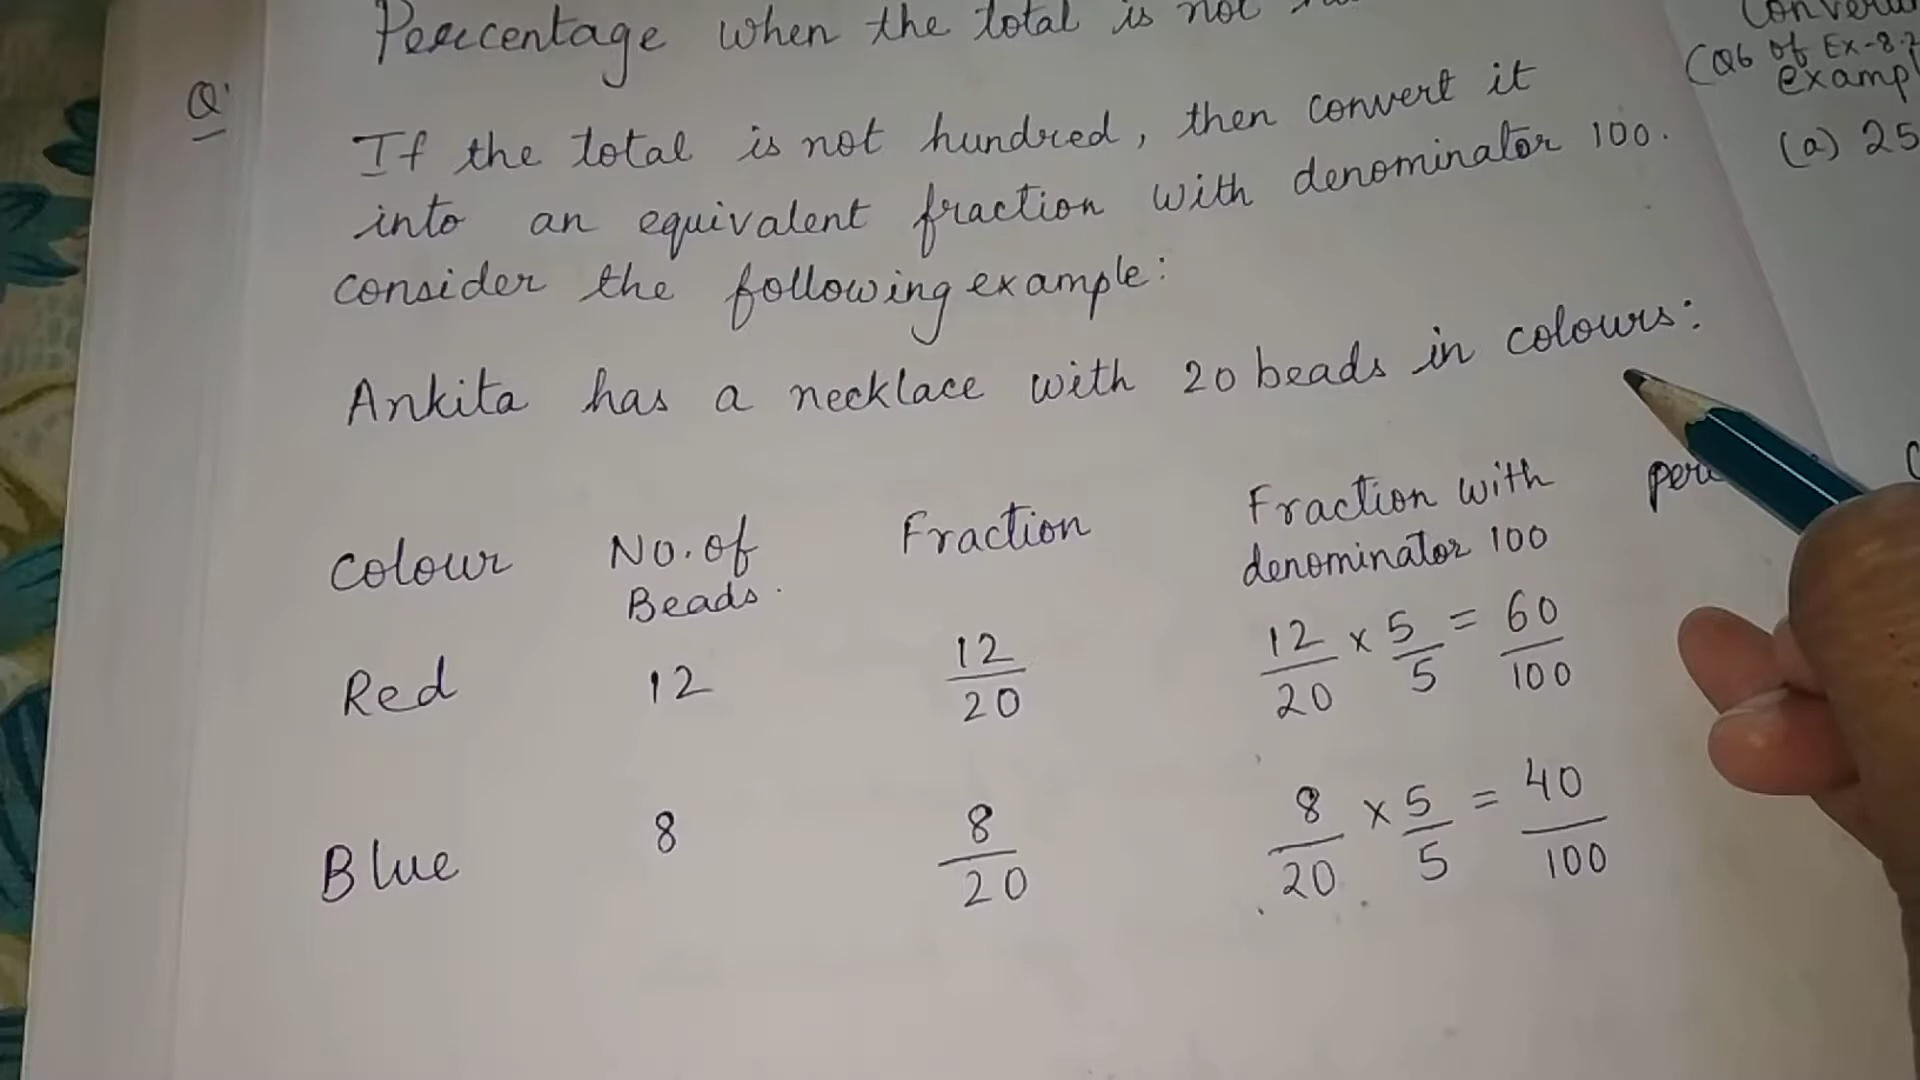 Percentage when the total is not
Q.
If the total is not hundred, then convert it
into an equivalent fraction with denominator 100.
consider the following example:
Ankita has a necklace with 20 beads in colours:
Colour No. of Beads. Fraction Fraction with denominator 100
Red 12 12/20 12/20 × 5/5 = 60/100
Blue 8 8/20 8/20 × 5/5 = 40/100
(Q6 of Ex-8.2
(a) 25